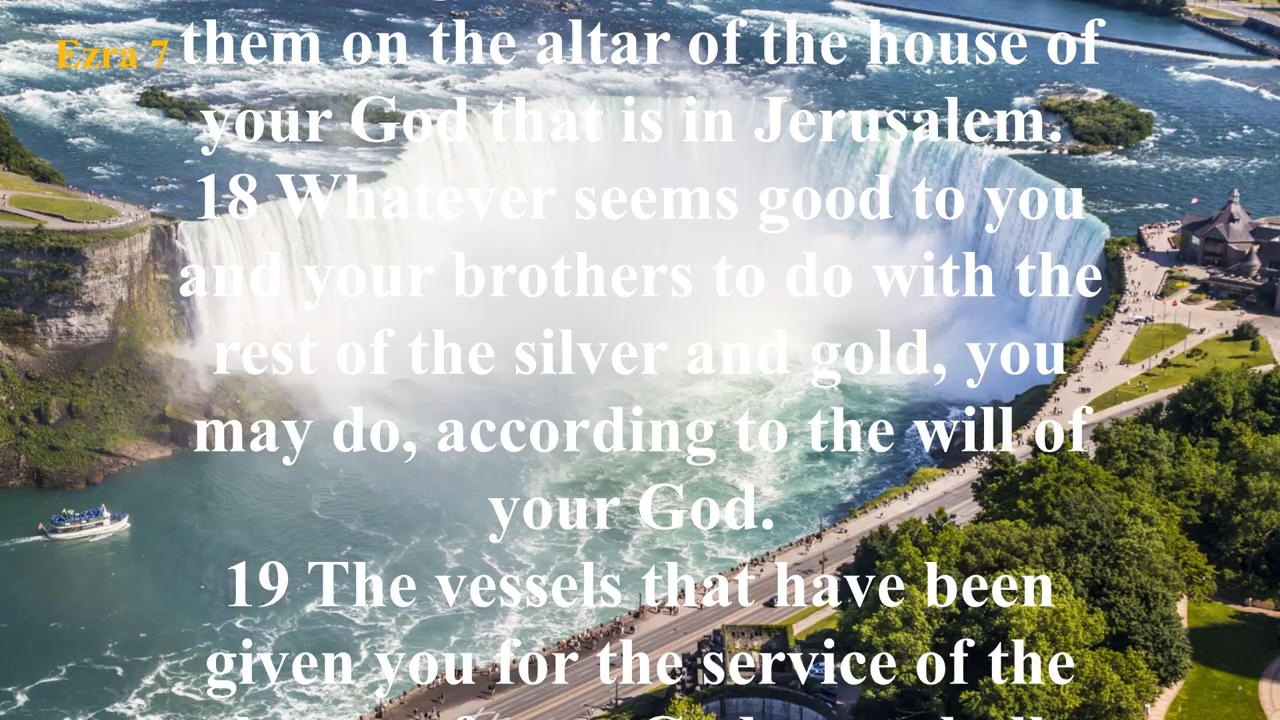 Ezra 7
them on the altar of the house of
your God that is in Jerusalem.
18 Whatever seems good to you
and your brothers to do with the
rest of the silver and gold, you
may do, according to the will of
your God.
19 The vessels that have been
given you for the service of the